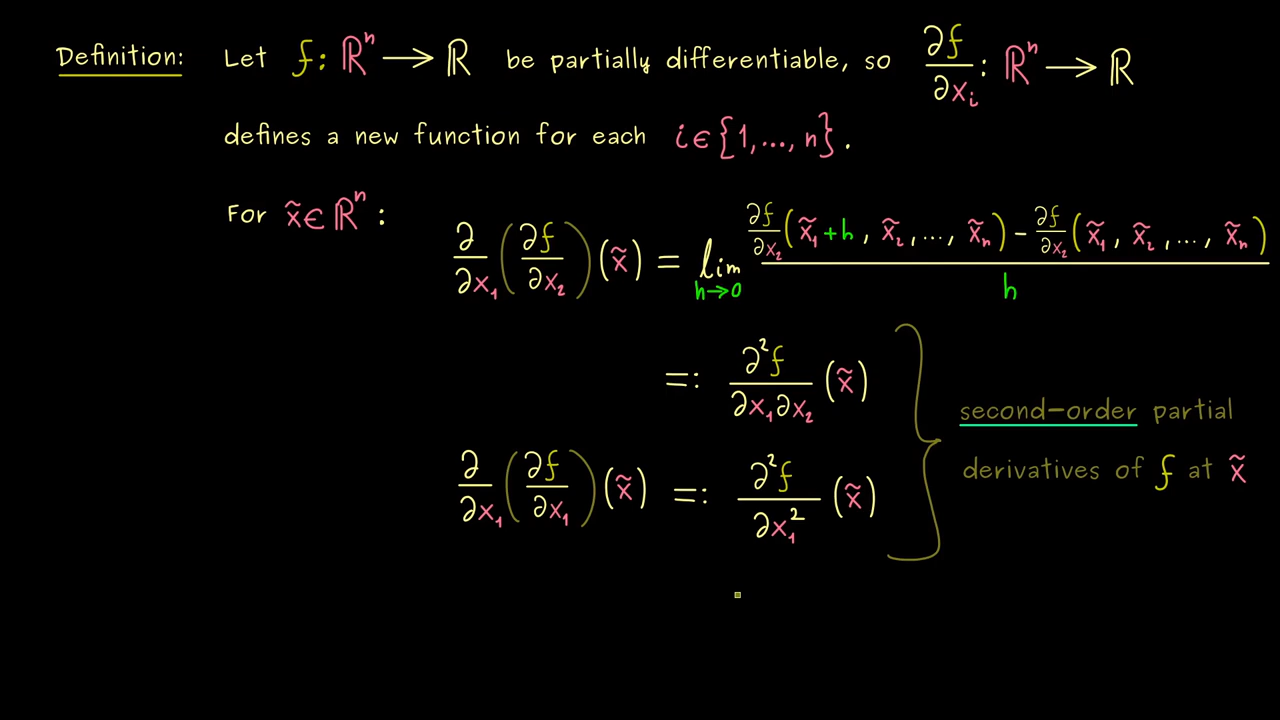 Definition: Let f: ℝⁿ ⟶ ℝ be partially differentiable, so ∂f/∂xᵢ : ℝⁿ ⟶ ℝ
defines a new function for each i ∈ {1, ..., n}.
For x̃ ∈ ℝⁿ :
∂/∂x₁ (∂f/∂x₂)(x̃) = lim_{h→0} (∂f/∂x₂(x̃₁+h, x̃₂, ..., x̃ₙ) − ∂f/∂x₂(x̃₁, x̃₂, ..., x̃ₙ)) / h
=: ∂²f/∂x₁∂x₂ (x̃)
second-order partial
derivatives of f at x̃
∂/∂x₁ (∂f/∂x₁)(x̃) =: ∂²f/∂x₁² (x̃)